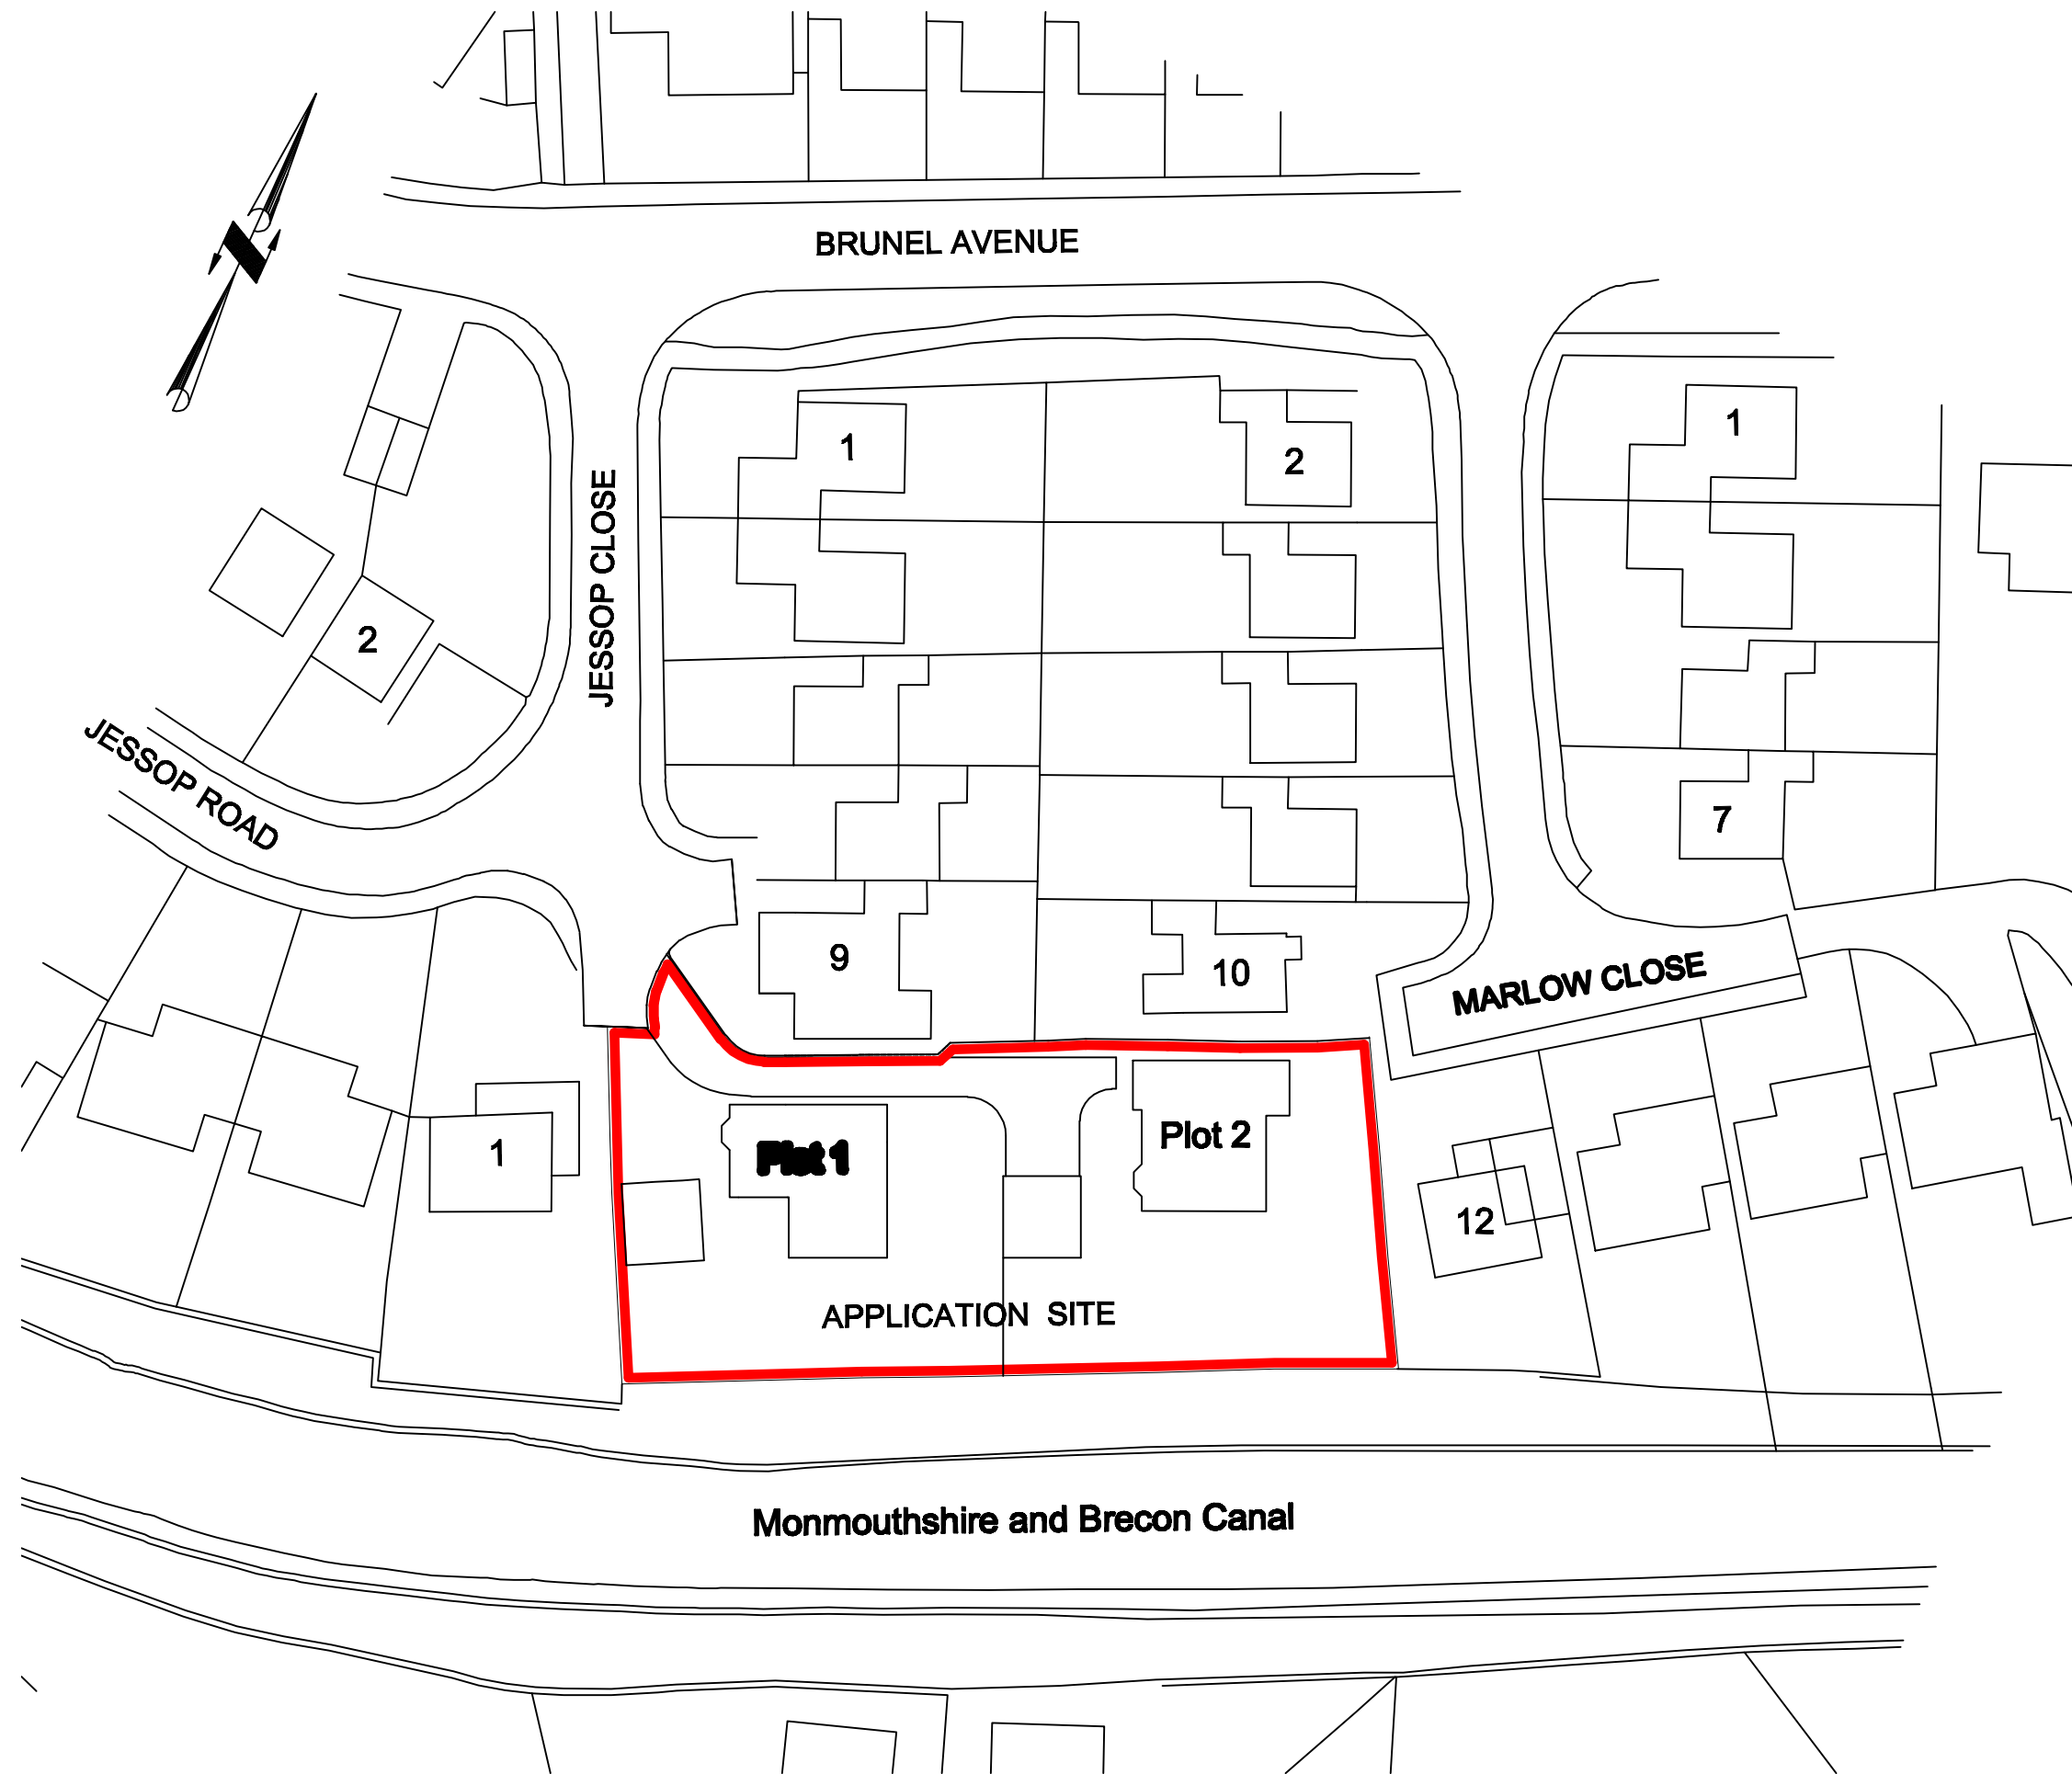 BRUNEL AVENUE
1
2
1
JESSOP CLOSE
2
JESSOP ROAD
7
9
10
MARLOW CLOSE
1
Plot 1
Plot 2
12
APPLICATION SITE
Monmouthshire and Brecon Canal